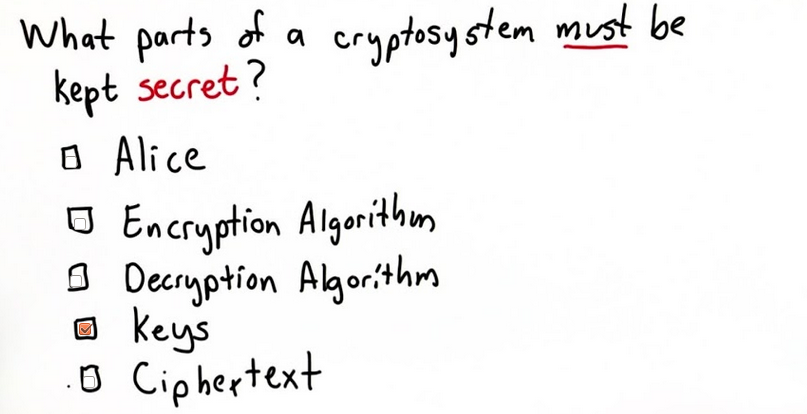 What parts of a cryptosystem must be
kept secret?
Alice
Encryption Algorithm
Decryption Algorithm
Keys
Ciphertext